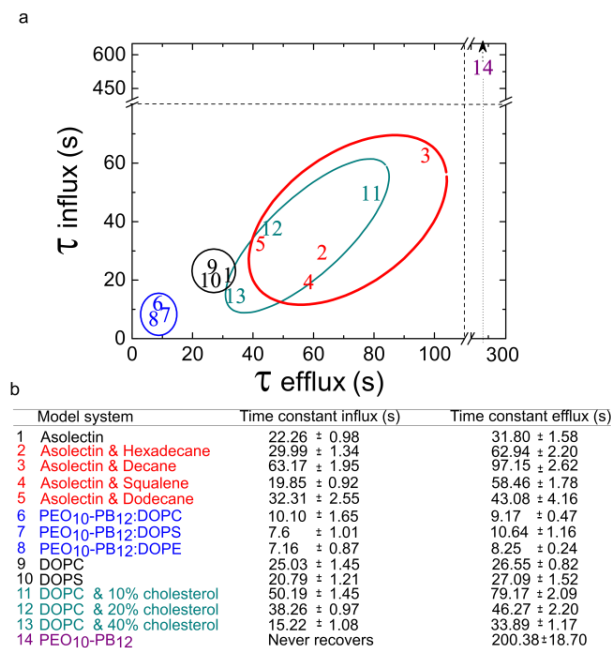 a
600
450
14
60
40
20
0
τ influx (s)
3
11
12
5
2
4
9
10
1
13
6
8 7
0 20 40 60 80 100 300
τ efflux (s)
b
Model system Time constant influx (s) Time constant efflux (s)
1 Asolectin 22.26 ± 0.98 31.80 ± 1.58
2 Asolectin & Hexadecane 29.99 ± 1.34 62.94 ± 2.20
3 Asolectin & Decane 63.17 ± 1.95 97.15 ± 2.62
4 Asolectin & Squalene 19.85 ± 0.92 58.46 ± 1.78
5 Asolectin & Dodecane 32.31 ± 2.55 43.08 ± 4.16
6 PEO10-PB12:DOPC 10.10 ± 1.65 9.17 ± 0.47
7 PEO10-PB12:DOPS 7.6 ± 1.01 10.64 ± 1.16
8 PEO10-PB12:DOPE 7.16 ± 0.87 8.25 ± 0.24
9 DOPC 25.03 ± 1.45 26.55 ± 0.82
10 DOPS 20.79 ± 1.21 27.09 ± 1.52
11 DOPC & 10% cholesterol 50.19 ± 1.45 79.17 ± 2.09
12 DOPC & 20% cholesterol 38.26 ± 0.97 46.27 ± 2.20
13 DOPC & 40% cholesterol 15.22 ± 1.08 33.89 ± 1.17
14 PEO10-PB12 Never recovers 200.38±18.70